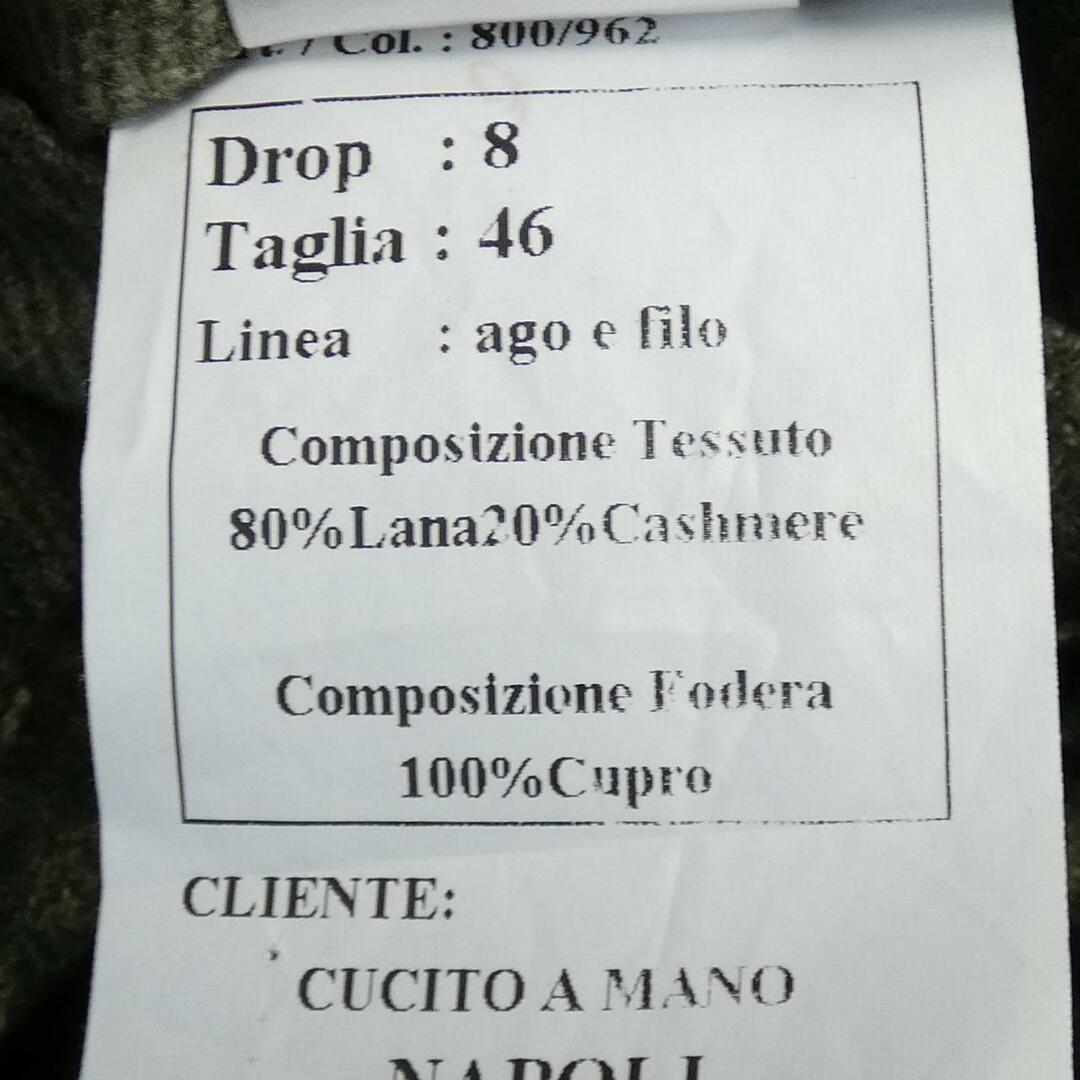 / Col. : 800/962
Drop : 8
Taglia : 46
Linea : ago e filo
Composizione Tessuto
80%Lana20%Cashmere
Composizione Fodera
100%Cupro
CLIENTE:
CUCITO A MANO
NAPOLI